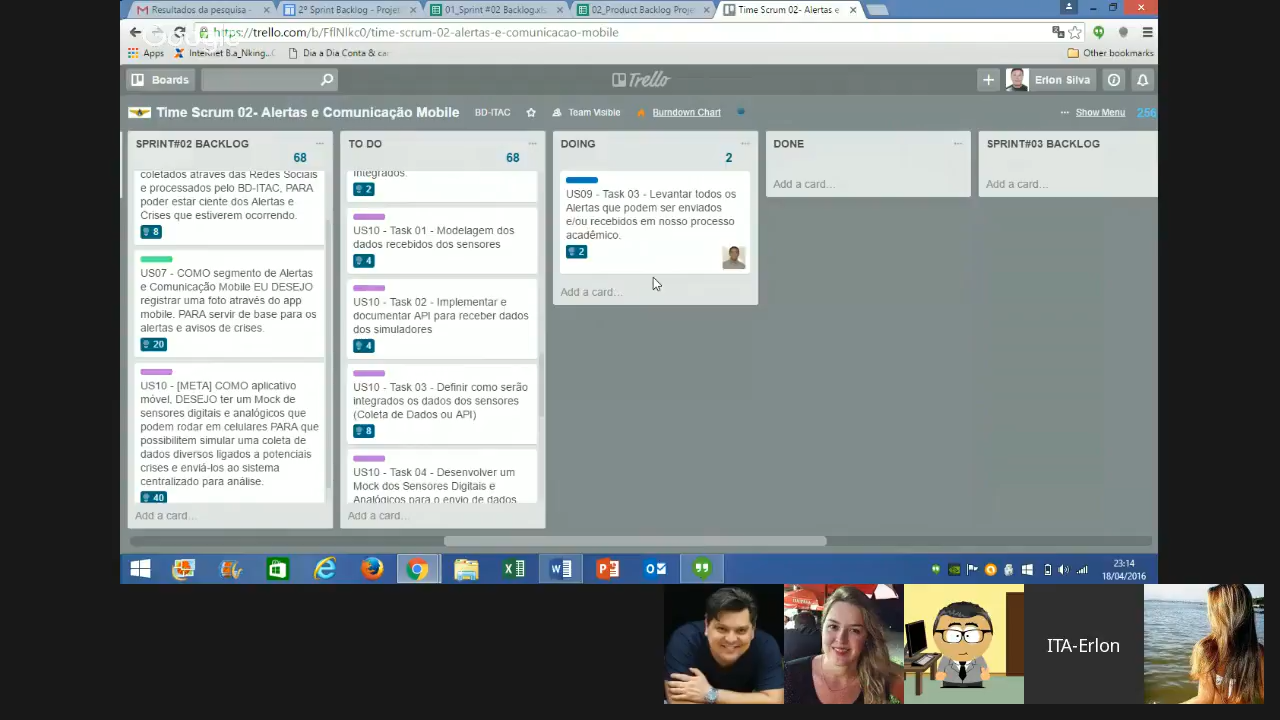 Resultados da pesquisa -
2º Sprint Backlog - Projet
01_Sprint #02 Backlog.xls
02_Product Backlog Proje
Time Scrum 02- Alertas e
Google
https://trello.com/b/FflNlkc0/time-scrum-02-alertas-e-comunicacao-mobile
Apps
Dia a Dia Conta & car
Other bookmarks
Boards
Trello
Erlon Silva
Time Scrum 02- Alertas e Comunicação Mobile
BD-ITAC
Team Visible
Burndown Chart
Show Menu
256
SPRINT#02 BACKLOG
68
coletados através das Redes Sociais
e processados pelo BD-ITAC, PARA
poder estar ciente dos Alertas e
Crises que estiverem ocorrendo.
8
US07 - COMO segmento de Alertas
e Comunicação Mobile EU DESEJO
registrar uma foto através do app
mobile. PARA servir de base para os
alertas e avisos de crises.
20
US10 - [META] COMO aplicativo
móvel, DESEJO ter um Mock de
sensores digitais e analógicos que
podem rodar em celulares PARA que
possibilitem simular uma coleta de
dados diversos ligados a potenciais
crises e enviá-los ao sistema
centralizado para análise.
40
Add a card...
TO DO
68
integrados.
2
US10 - Task 01 - Modelagem dos
dados recebidos dos sensores
4
US10 - Task 02 - Implementar e
documentar API para receber dados
dos simuladores
4
US10 - Task 03 - Definir como serão
integrados os dados dos sensores
(Coleta de Dados ou API)
8
US10 - Task 04 - Desenvolver um
Mock dos Sensores Digitais e
Analógicos para o envio de dados
Add a card...
DOING
2
US09 - Task 03 - Levantar todos os
Alertas que podem ser enviados
e/ou recebidos em nosso processo
acadêmico.
2
Add a card...
DONE
Add a card...
SPRINT#03 BACKLOG
Add a card...
23:14
18/04/2016
ITA-Erlon